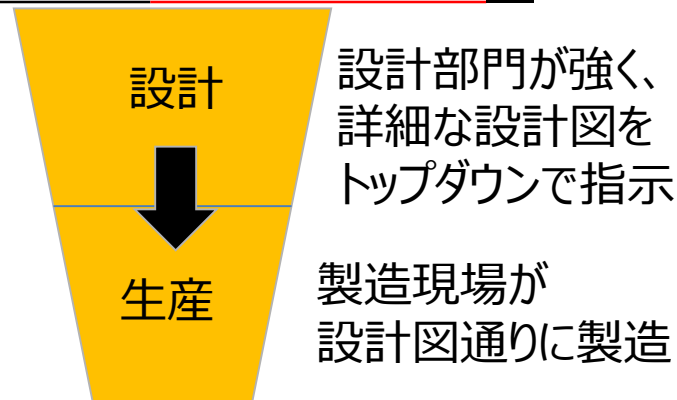 設計
設計部門が強く、
詳細な設計図を
トップダウンで指示
生産
製造現場が
設計図通りに製造